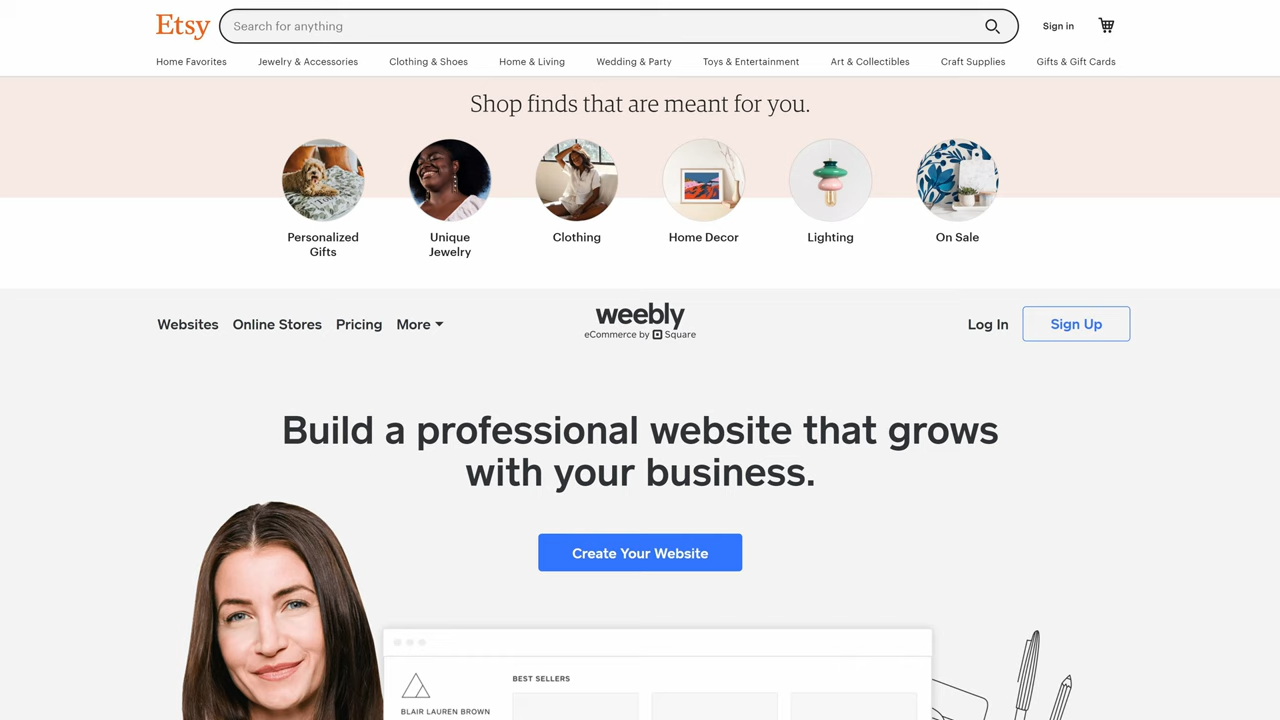 Etsy
Search for anything
Sign in
Home Favorites
Jewelry & Accessories
Clothing & Shoes
Home & Living
Wedding & Party
Toys & Entertainment
Art & Collectibles
Craft Supplies
Gifts & Gift Cards
Shop finds that are meant for you.
Personalized
Gifts
Unique
Jewelry
Clothing
Home Decor
Lighting
On Sale
Websites
Online Stores
Pricing
More
weebly
eCommerce by Square
Log In
Sign Up
Build a professional website that grows
with your business.
Create Your Website
BEST SELLERS
BLAIR LAUREN BROWN